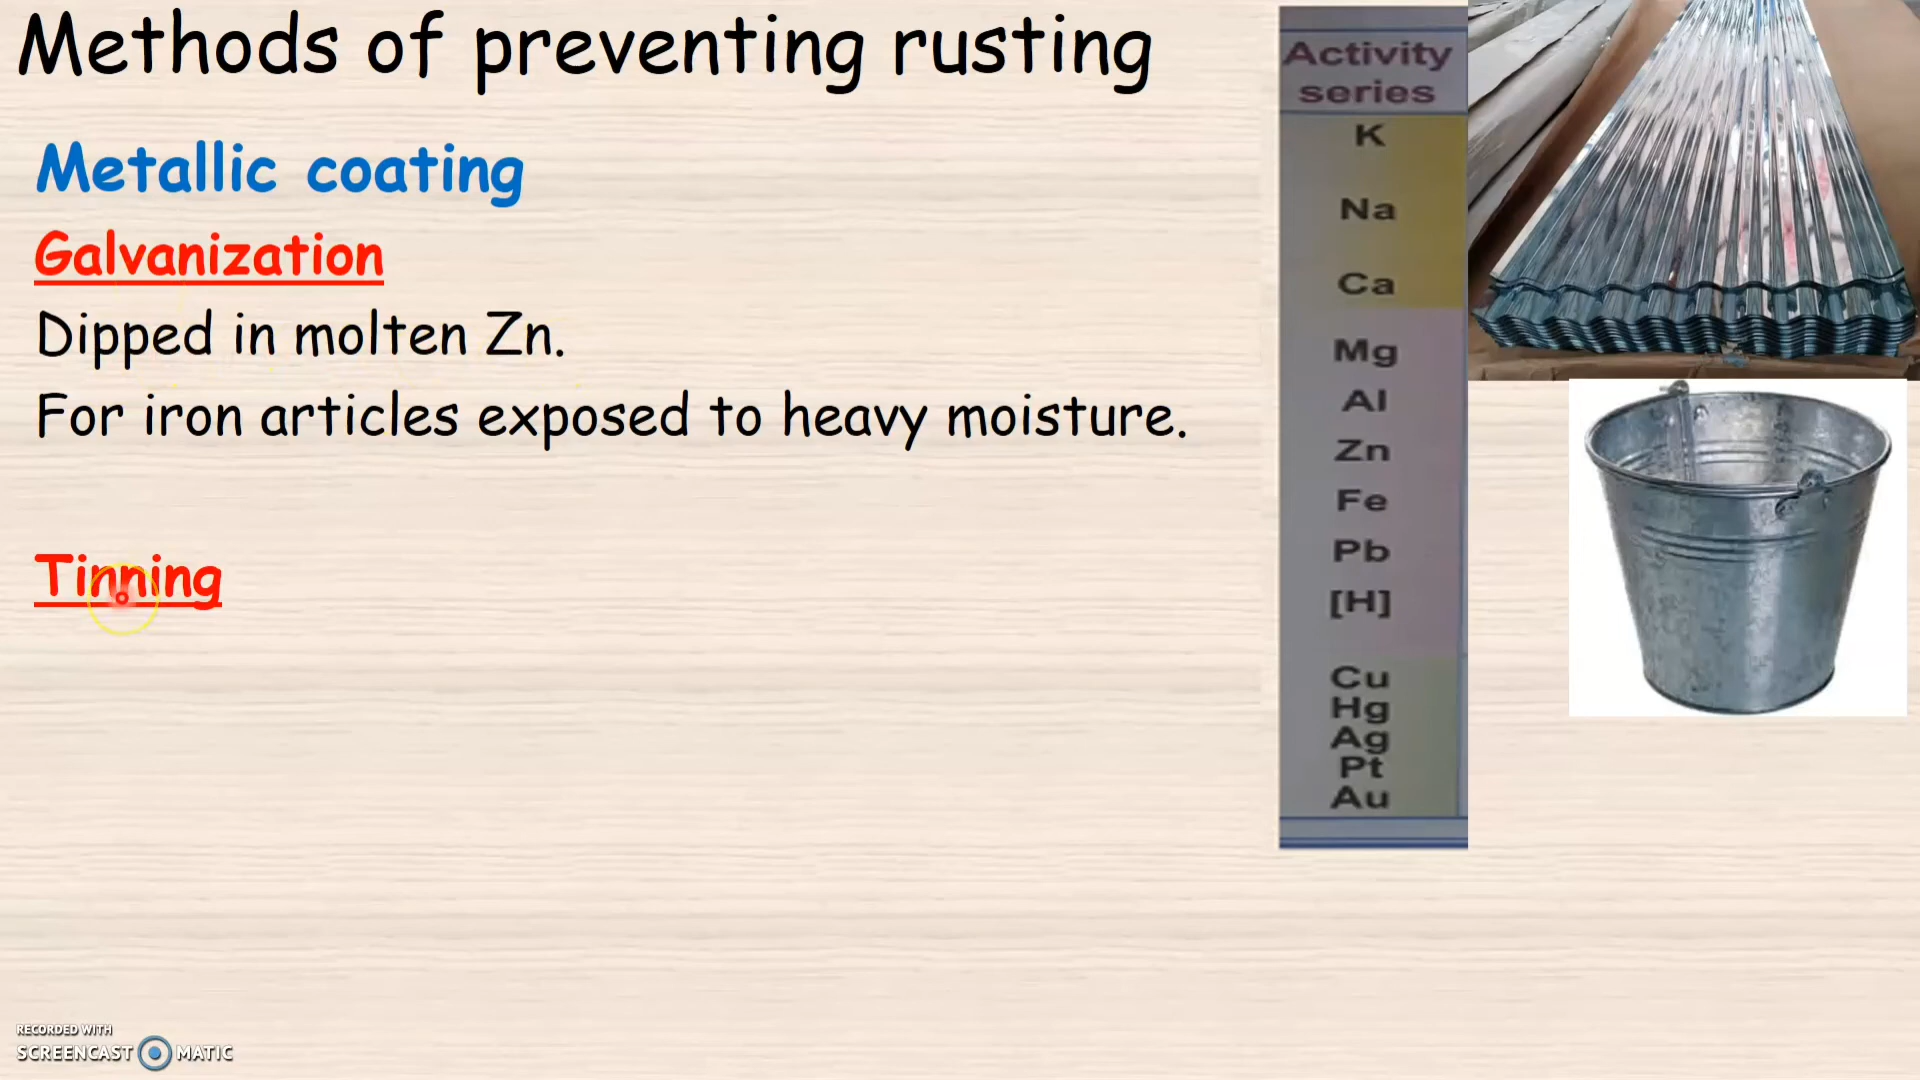 Methods of preventing rusting
Metallic coating
Galvanization
Dipped in molten Zn.
For iron articles exposed to heavy moisture.
Tinning
Activity
series
K
Na
Ca
Mg
Al
Zn
Fe
Pb
[H]
Cu
Hg
Ag
Pt
Au
RECORDED WITH
SCREENCAST MATIC